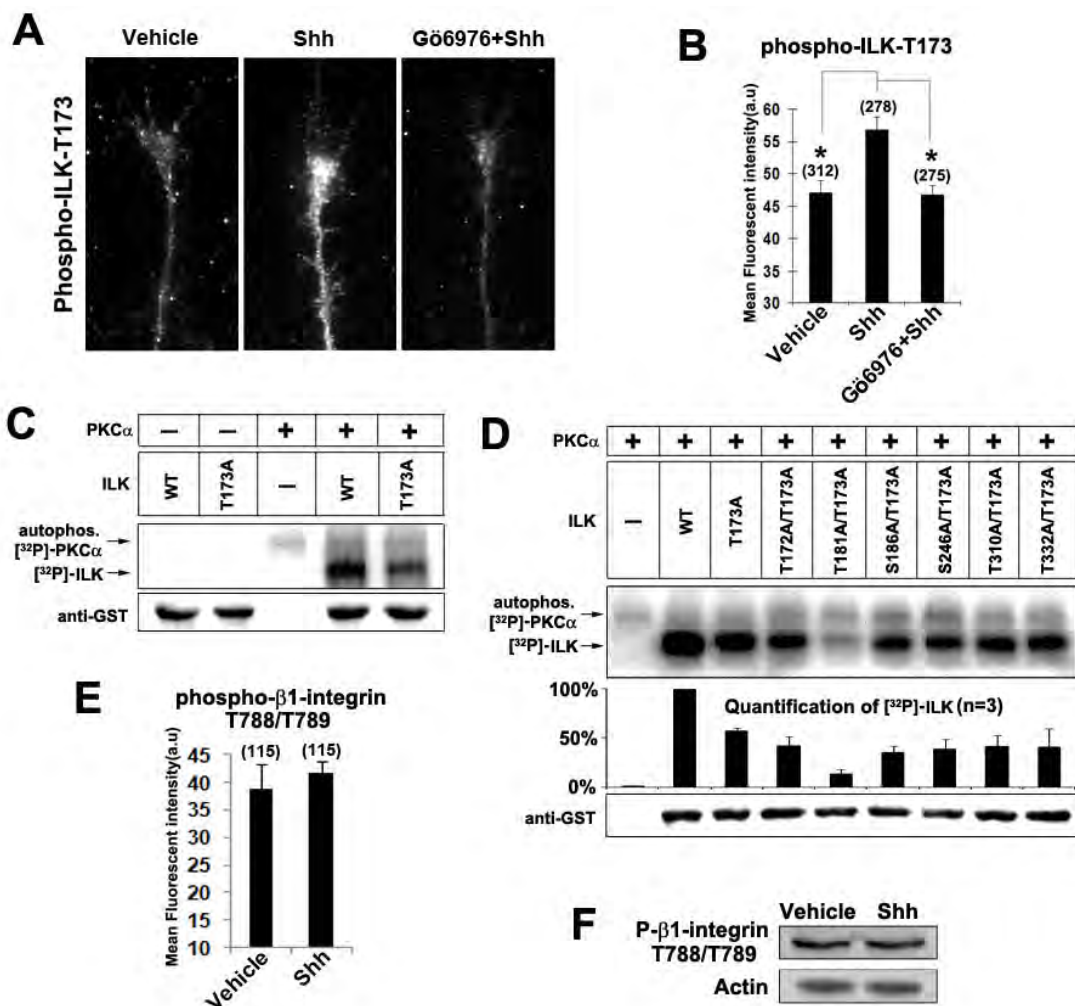 A
Vehicle
Shh
Gö6976+Shh
Phospho-ILK-T173
B
phospho-ILK-T173
Mean Fluorescent intensity(a.u)
60
55
50
45
40
35
30
*
(312)
(278)
*
(275)
Vehicle
Shh
Gö6976+Shh
C
PKCα − − + + +
ILK WT T173A − WT T173A
autophos.
[³²P]-PKCα
[³²P]-ILK
anti-GST
D
PKCα + + + + + + + + +
ILK − WT T173A T172A/T173A T181A/T173A S186A/T173A S246A/T173A T310A/T173A T332A/T173A
autophos.
[³²P]-PKCα
[³²P]-ILK
100%
50%
0%
Quantification of [³²P]-ILK (n=3)
anti-GST
E
phospho-β1-integrin
T788/T789
Mean Fluorescent intensity(a.u)
45
40
35
30
25
20
15
10
(115)
(115)
Vehicle
Shh
F
Vehicle Shh
P-β1-integrin
T788/T789
Actin